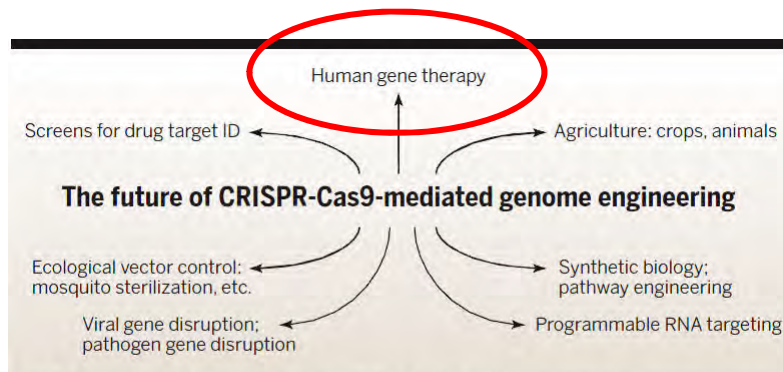 Human gene therapy
Screens for drug target ID
Agriculture: crops, animals
The future of CRISPR-Cas9-mediated genome engineering
Ecological vector control:
mosquito sterilization, etc.
Synthetic biology;
pathway engineering
Viral gene disruption;
pathogen gene disruption
Programmable RNA targeting